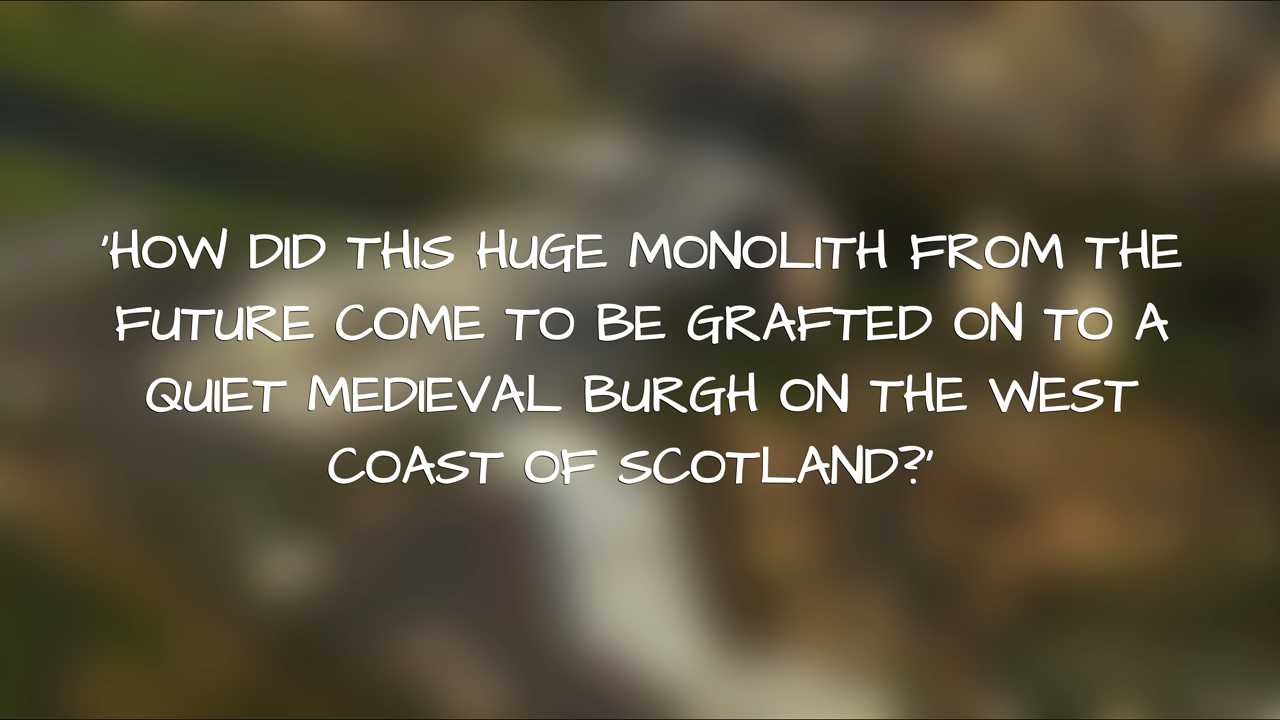 'HOW DID THIS HUGE MONOLITH FROM THE
FUTURE COME TO BE GRAFTED ON TO A
QUIET MEDIEVAL BURGH ON THE WEST
COAST OF SCOTLAND?'